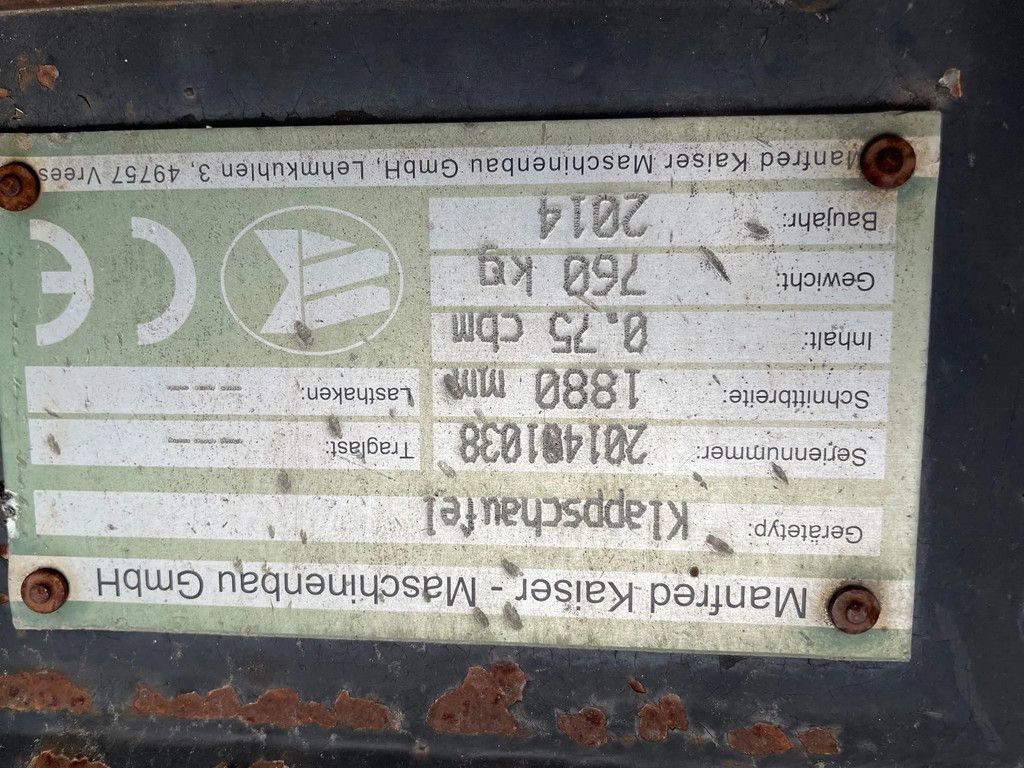 Manfred Kaiser - Maschinenbau GmbH
Gerätetyp: Klappschaufel
Seriennummer: 201401038 Traglast: -----
Schnittbreite: 1880 mm Lasthaken: -----
Inhalt: 0.75 cbm
Gewicht: 760 kg
Baujahr: 2014
CE
Manfred Kaiser Maschinenbau GmbH, Lehmkuhlen 3, 49757 Vrees